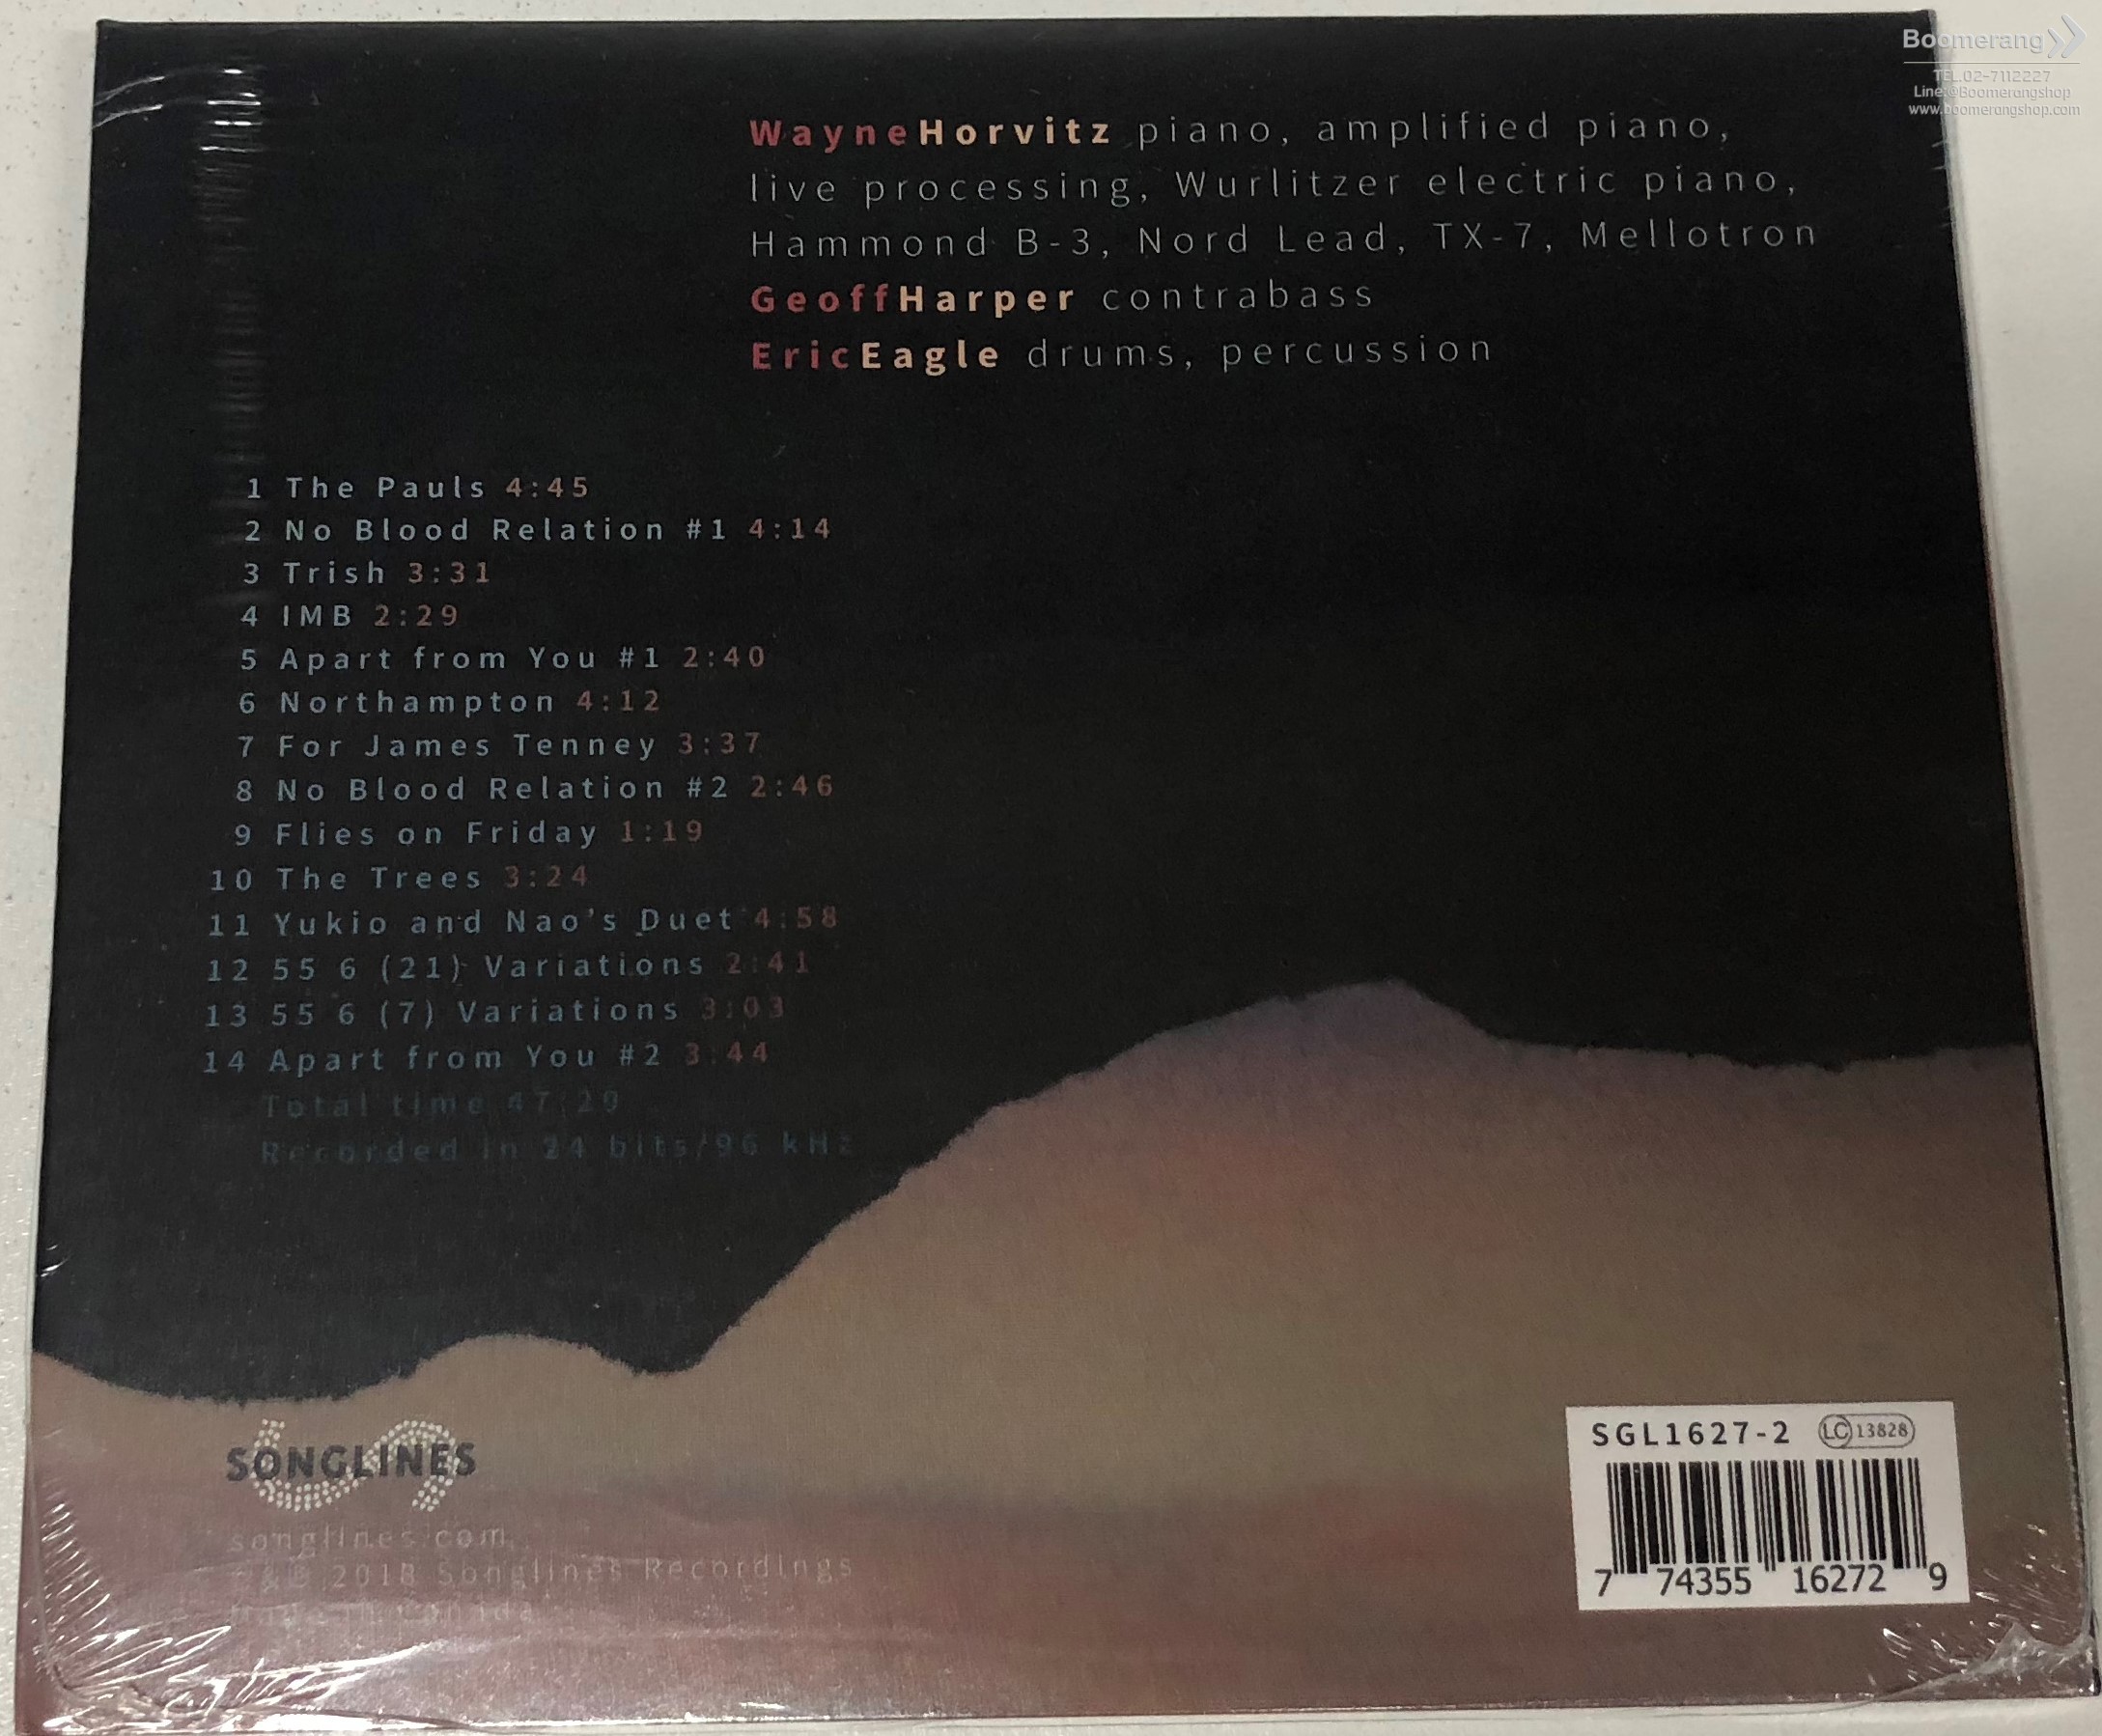 Boomerang
TEL.02-7112227
Line:@Boomerangshop
www.boomerangshop.com
WayneHorvitz piano, amplified piano,
live processing, Wurlitzer electric piano,
Hammond B-3, Nord Lead, TX-7, Mellotron
GeoffHarper contrabass
EricEagle drums, percussion
1 The Pauls 4:45
2 No Blood Relation #1 4:14
3 Trish 3:31
4 IMB 2:29
5 Apart from You #1 2:40
6 Northampton 4:12
7 For James Tenney 3:37
8 No Blood Relation #2 2:46
9 Flies on Friday 1:19
10 The Trees 3:24
11 Yukio and Nao's Duet 4:58
12 55 6 (21) Variations 2:41
13 55 6 (7) Variations 3:03
14 Apart from You #2 3:44
Total time 47:29
Recorded in 24 bits/96 kHz
SONGLINES
songlines.com
2018 Songlines Recordings
SGL1627-2 LC 13828
7 74355 16272 9